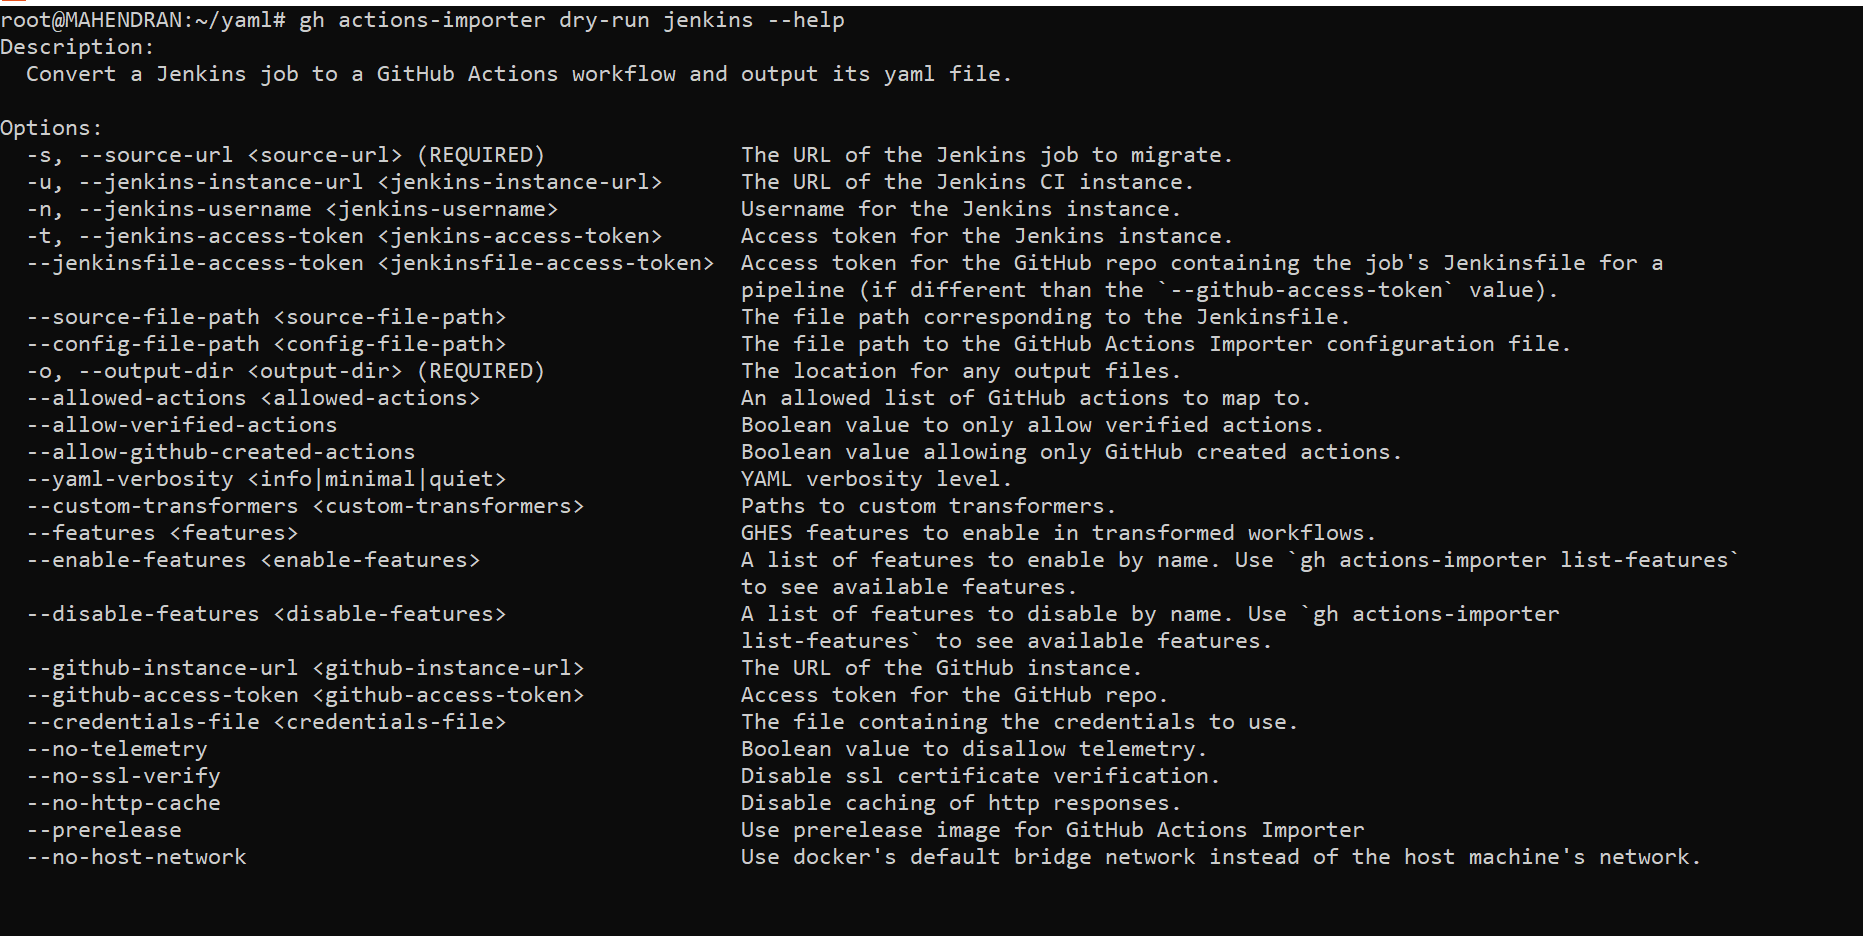 root@MAHENDRAN:~/yaml# gh actions-importer dry-run jenkins --help
Description:
  Convert a Jenkins job to a GitHub Actions workflow and output its yaml file.

Options:
  -s, --source-url <source-url> (REQUIRED)               The URL of the Jenkins job to migrate.
  -u, --jenkins-instance-url <jenkins-instance-url>      The URL of the Jenkins CI instance.
  -n, --jenkins-username <jenkins-username>              Username for the Jenkins instance.
  -t, --jenkins-access-token <jenkins-access-token>      Access token for the Jenkins instance.
  --jenkinsfile-access-token <jenkinsfile-access-token>  Access token for the GitHub repo containing the job's Jenkinsfile for a
                                                         pipeline (if different than the `--github-access-token` value).
  --source-file-path <source-file-path>                  The file path corresponding to the Jenkinsfile.
  --config-file-path <config-file-path>                  The file path to the GitHub Actions Importer configuration file.
  -o, --output-dir <output-dir> (REQUIRED)               The location for any output files.
  --allowed-actions <allowed-actions>                    An allowed list of GitHub actions to map to.
  --allow-verified-actions                               Boolean value to only allow verified actions.
  --allow-github-created-actions                         Boolean value allowing only GitHub created actions.
  --yaml-verbosity <info|minimal|quiet>                  YAML verbosity level.
  --custom-transformers <custom-transformers>            Paths to custom transformers.
  --features <features>                                  GHES features to enable in transformed workflows.
  --enable-features <enable-features>                    A list of features to enable by name. Use `gh actions-importer list-features`
                                                         to see available features.
  --disable-features <disable-features>                  A list of features to disable by name. Use `gh actions-importer
                                                         list-features` to see available features.
  --github-instance-url <github-instance-url>            The URL of the GitHub instance.
  --github-access-token <github-access-token>            Access token for the GitHub repo.
  --credentials-file <credentials-file>                  The file containing the credentials to use.
  --no-telemetry                                         Boolean value to disallow telemetry.
  --no-ssl-verify                                        Disable ssl certificate verification.
  --no-http-cache                                        Disable caching of http responses.
  --prerelease                                           Use prerelease image for GitHub Actions Importer
  --no-host-network                                      Use docker's default bridge network instead of the host machine's network.